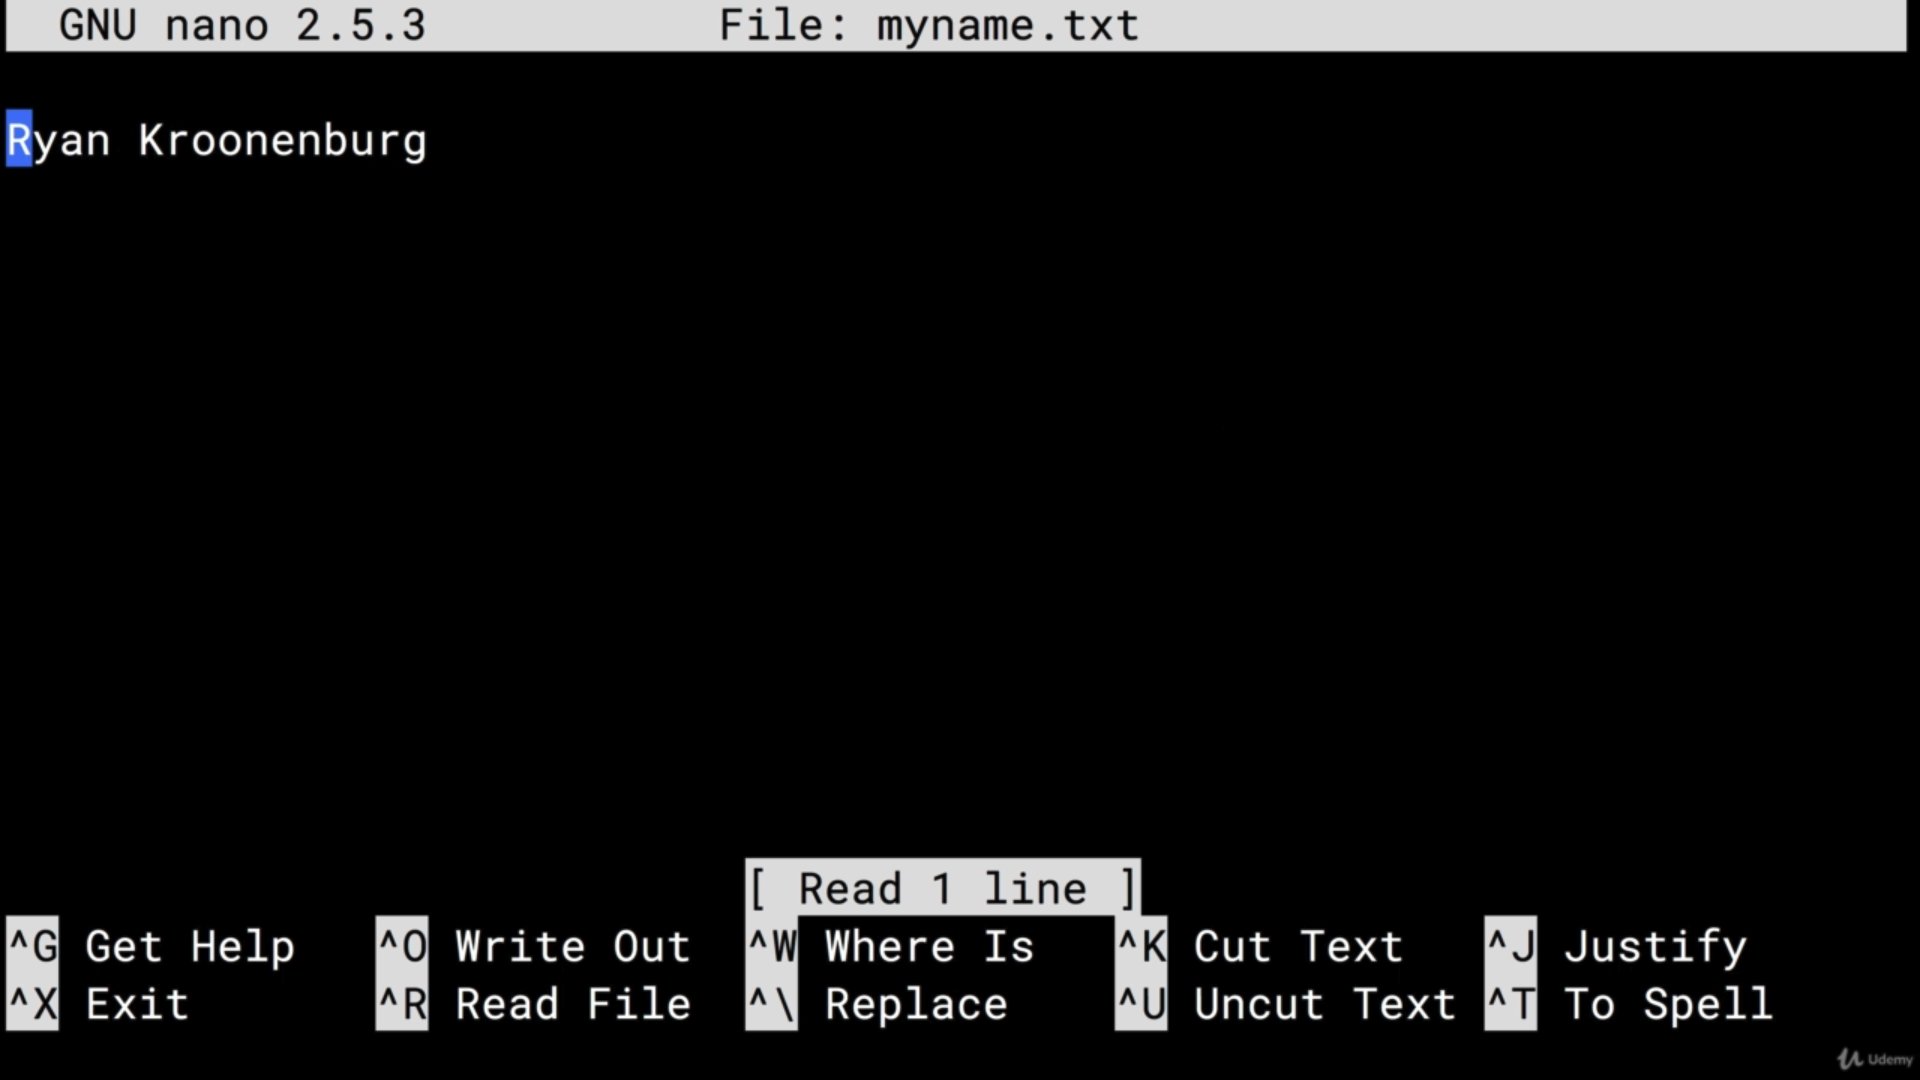 GNU nano 2.5.3 File: myname.txt
Ryan Kroonenburg
[ Read 1 line ]
^G Get Help ^O Write Out ^W Where Is ^K Cut Text ^J Justify
^X Exit ^R Read File ^\ Replace ^U Uncut Text ^T To Spell
Udemy